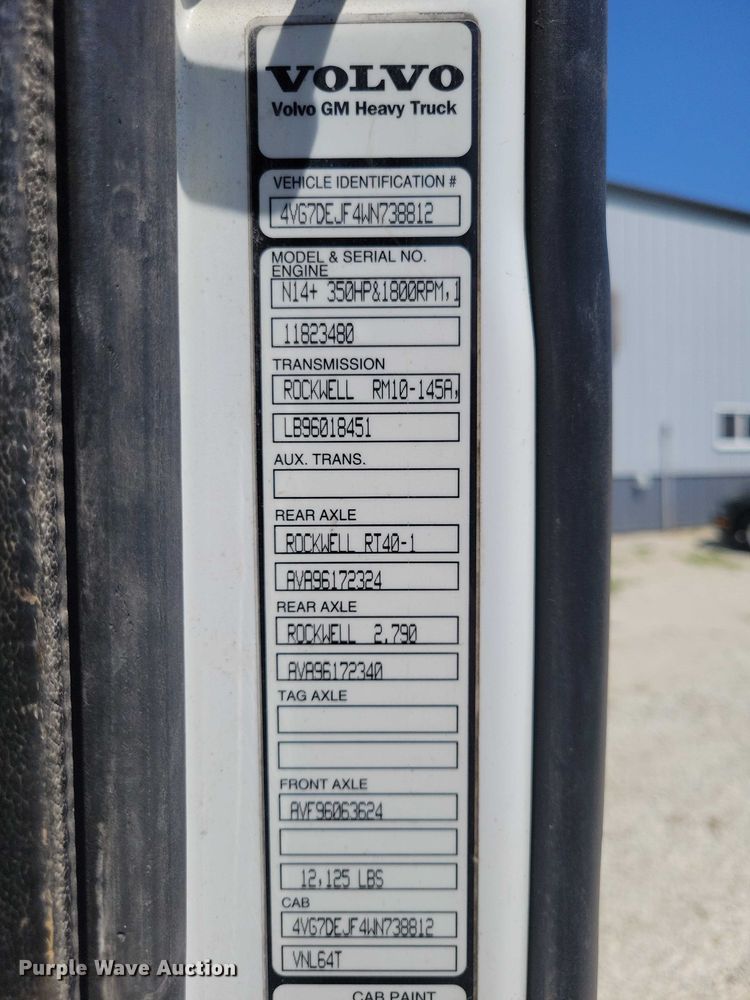 VOLVO
Volvo GM Heavy Truck
VEHICLE IDENTIFICATION #
4VG7DEJF4WN738812
MODEL & SERIAL NO.
ENGINE
N14+ 350HP&1800RPM,1
11823480
TRANSMISSION
ROCKWELL RM10-145A,
LB96018451
AUX. TRANS.
REAR AXLE
ROCKWELL RT40-1
AVA96172324
REAR AXLE
ROCKWELL 2.790
AVA96172340
TAG AXLE
FRONT AXLE
AVF96063624
12,125 LBS
CAB
4VG7DEJF4WN738812
VNL64T
CAB PAINT
Purple Wave Auction